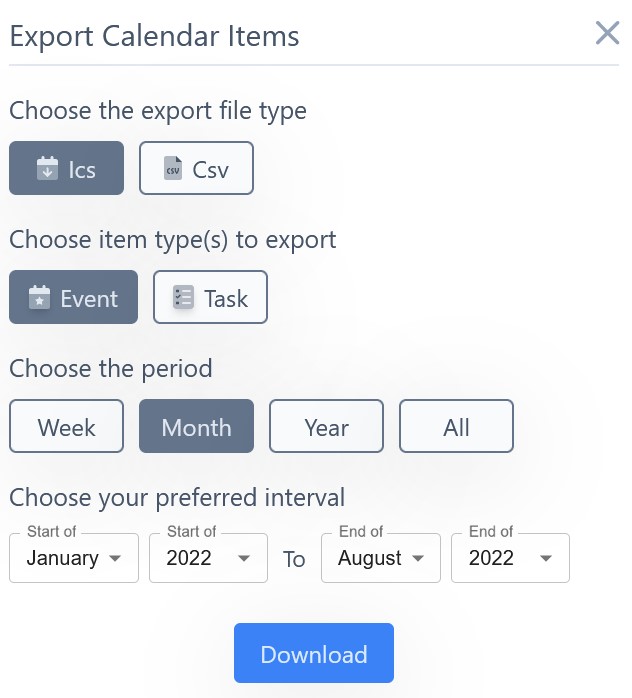 Export Calendar Items
Choose the export file type
Ics CSV Csv
Choose item type(s) to export
Event Task
Choose the period
Week Month Year All
Choose your preferred interval
Start of Start of End of End of
January 2022 To August 2022
Download